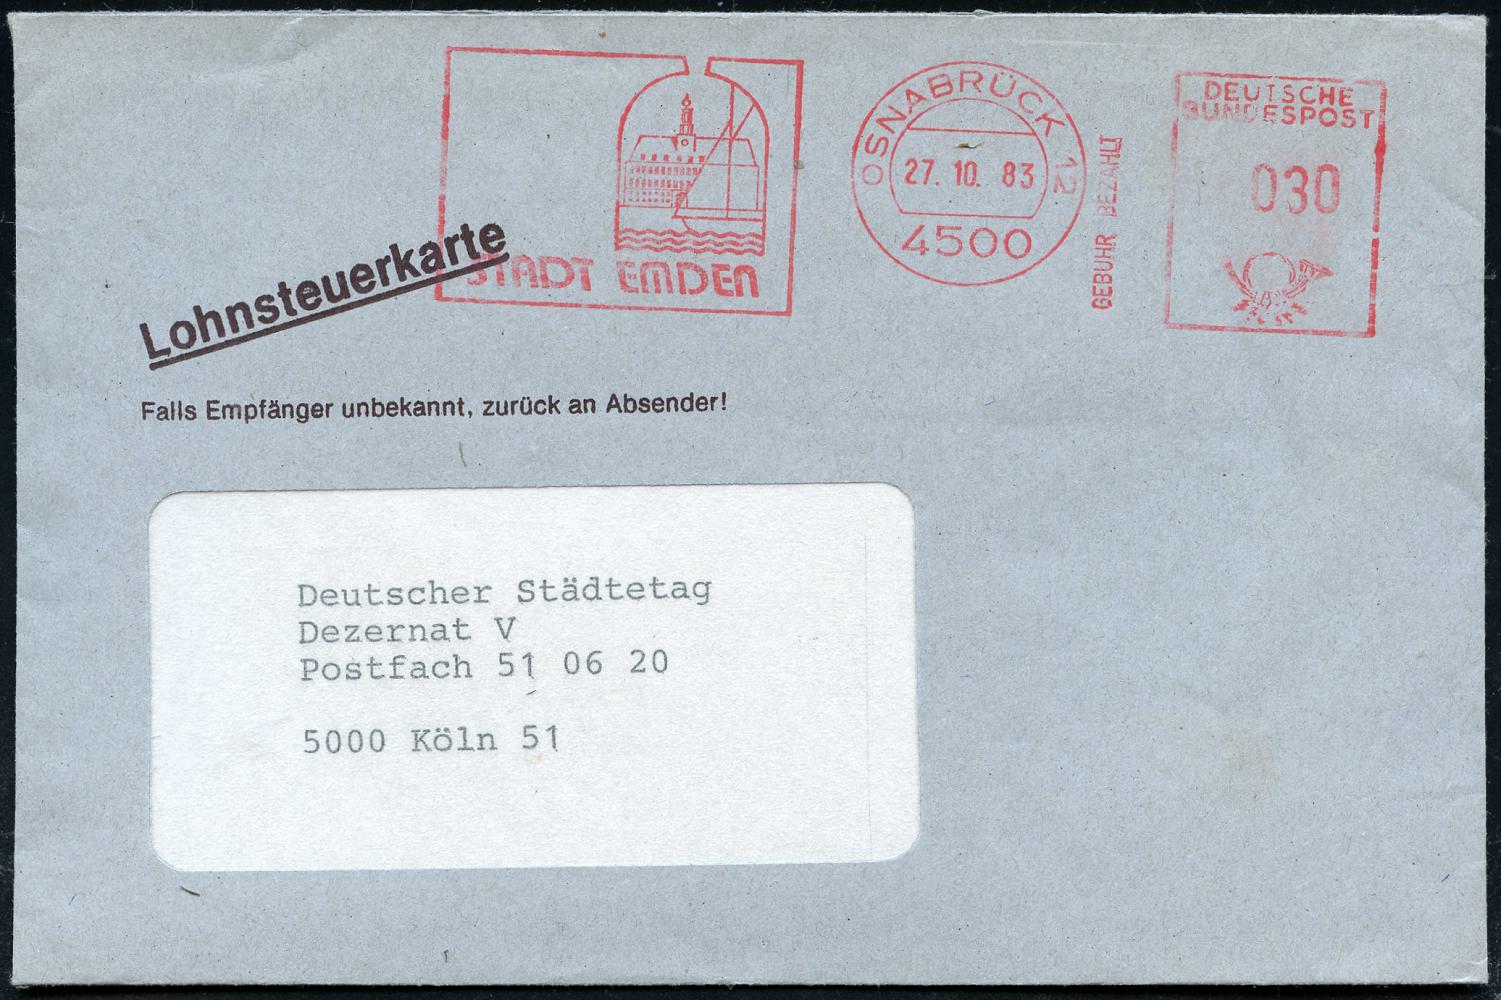 STADT EMDEN
OSNABRÜCK 12
27. 10. 83
4500
GEBÜHR BEZAHLT
DEUTSCHE
BUNDESPOST
030
Lohnsteuerkarte
Falls Empfänger unbekannt, zurück an Absender!
Deutscher Städtetag
Dezernat V
Postfach 51 06 20
5000 Köln 51